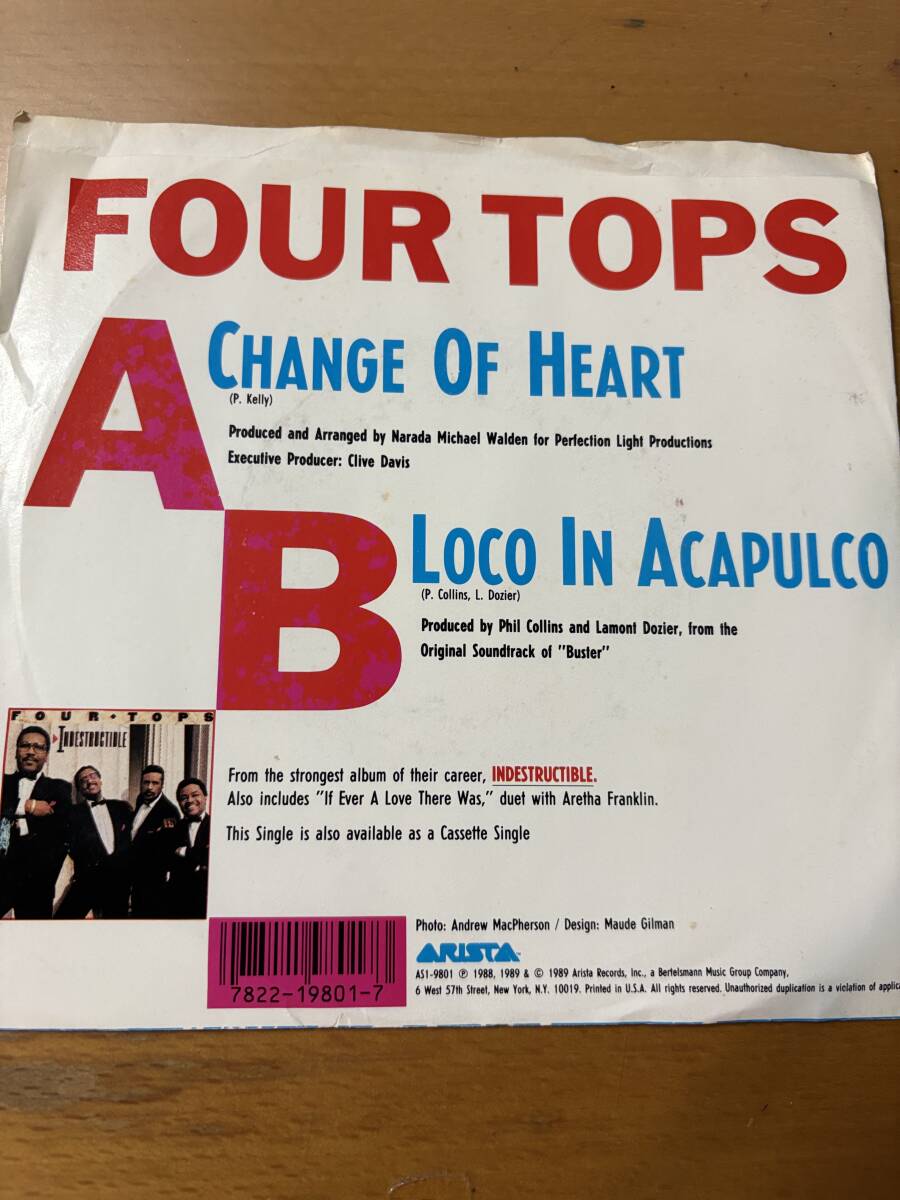 FOUR TOPS
A
CHANGE OF HEART
(P. Kelly)
Produced and Arranged by Narada Michael Walden for Perfection Light Productions
Executive Producer: Clive Davis
B
LOCO IN ACAPULCO
(P. Collins, L. Dozier)
Produced by Phil Collins and Lamont Dozier, from the
Original Soundtrack of "Buster"
FOUR·TOPS
INDESTRUCTIBLE
From the strongest album of their career, INDESTRUCTIBLE.
Also includes "If Ever A Love There Was," duet with Aretha Franklin.
This Single is also available as a Cassette Single
7822-19801-7
Photo: Andrew MacPherson / Design: Maude Gilman
ARISTA
AS1-9801 ℗ 1988, 1989 & © 1989 Arista Records, Inc., a Bertelsmann Music Group Company,
6 West 57th Street, New York, N.Y. 10019. Printed in U.S.A. All rights reserved. Unauthorized duplication is a violation of